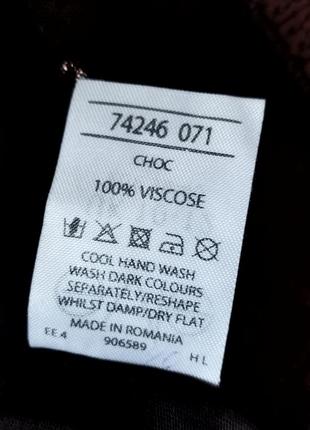 74246 071
CHOC
100% VISCOSE
COOL HAND WASH
WASH DARK COLOURS
SEPARATELY/RESHAPE
WHILST DAMP/DRY FLAT
MADE IN ROMANIA
EE 4 906589 H L